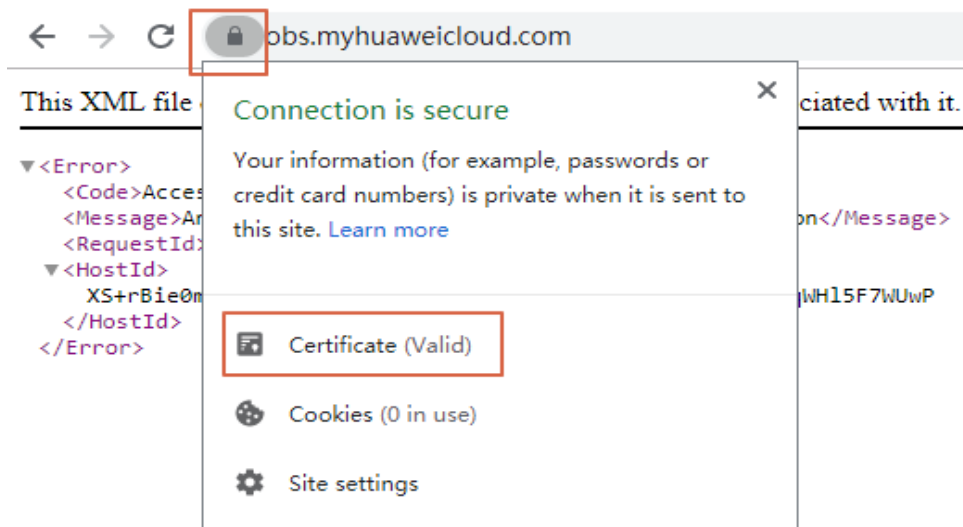 obs.myhuaweicloud.com
This XML file
ciated with it.
Connection is secure
Your information (for example, passwords or
credit card numbers) is private when it is sent to
this site. Learn more
<Error>
<Code>Acces
<Message>An
on</Message>
<RequestId>
<HostId>
XS+rBie0m
WHl5F7WUwP
</HostId>
</Error>
Certificate (Valid)
Cookies (0 in use)
Site settings